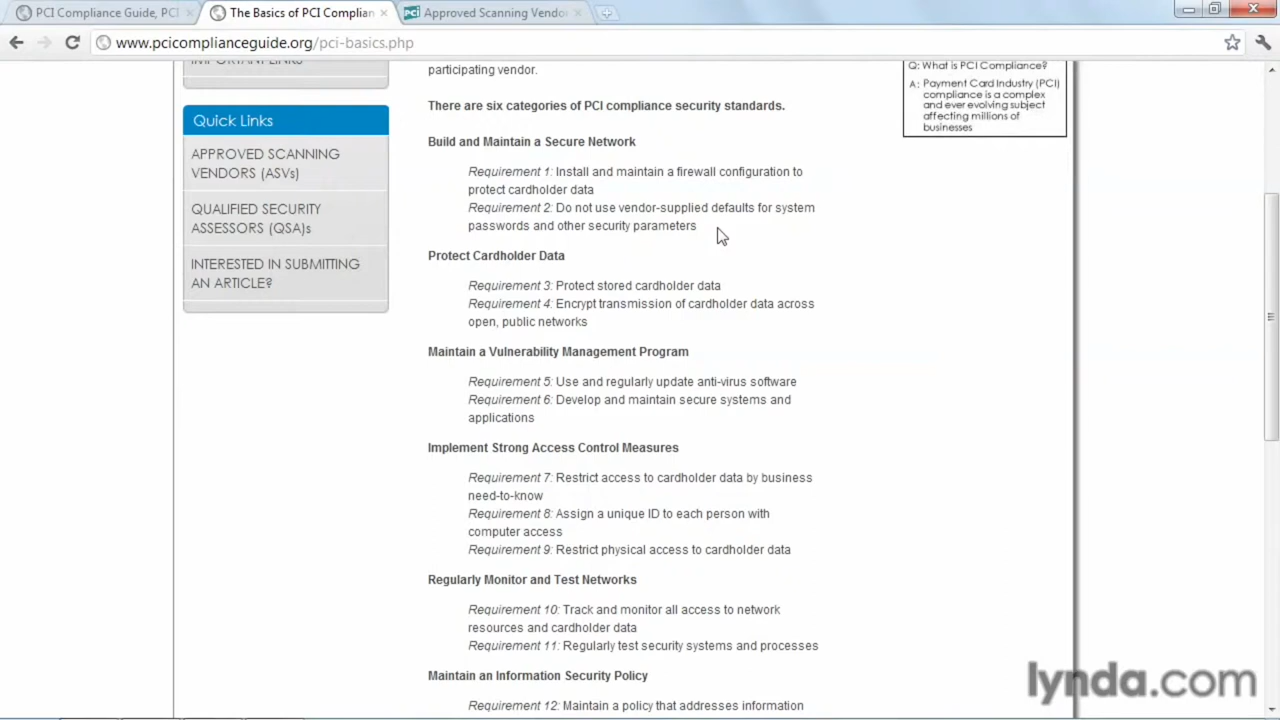 PCI Compliance Guide, PCI
The Basics of PCI Complian
PCI Approved Scanning Vendo
www.pcicomplianceguide.org/pci-basics.php
IMPORTANT LINKS
Quick Links
APPROVED SCANNING
VENDORS (ASVs)
QUALIFIED SECURITY
ASSESSORS (QSA)s
INTERESTED IN SUBMITTING
AN ARTICLE?
participating vendor.
There are six categories of PCI compliance security standards.
Build and Maintain a Secure Network
Requirement 1: Install and maintain a firewall configuration to
protect cardholder data
Requirement 2: Do not use vendor-supplied defaults for system
passwords and other security parameters
Protect Cardholder Data
Requirement 3: Protect stored cardholder data
Requirement 4: Encrypt transmission of cardholder data across
open, public networks
Maintain a Vulnerability Management Program
Requirement 5: Use and regularly update anti-virus software
Requirement 6: Develop and maintain secure systems and
applications
Implement Strong Access Control Measures
Requirement 7: Restrict access to cardholder data by business
need-to-know
Requirement 8: Assign a unique ID to each person with
computer access
Requirement 9: Restrict physical access to cardholder data
Regularly Monitor and Test Networks
Requirement 10: Track and monitor all access to network
resources and cardholder data
Requirement 11: Regularly test security systems and processes
Maintain an Information Security Policy
Requirement 12: Maintain a policy that addresses information
Q: What is PCI Compliance?
A: Payment Card Industry (PCI)
compliance is a complex
and ever evolving subject
affecting millions of
businesses
lynda.com